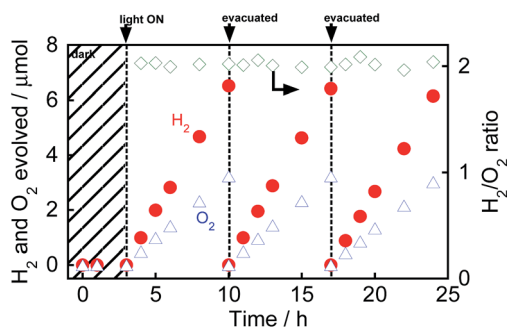 light ON evacuated evacuated
dark
H2 and O2 evolved / μmol
8
6
4
2
0
H2
O2
2
1
0
H2/O2 ratio
0 5 10 15 20 25
Time / h